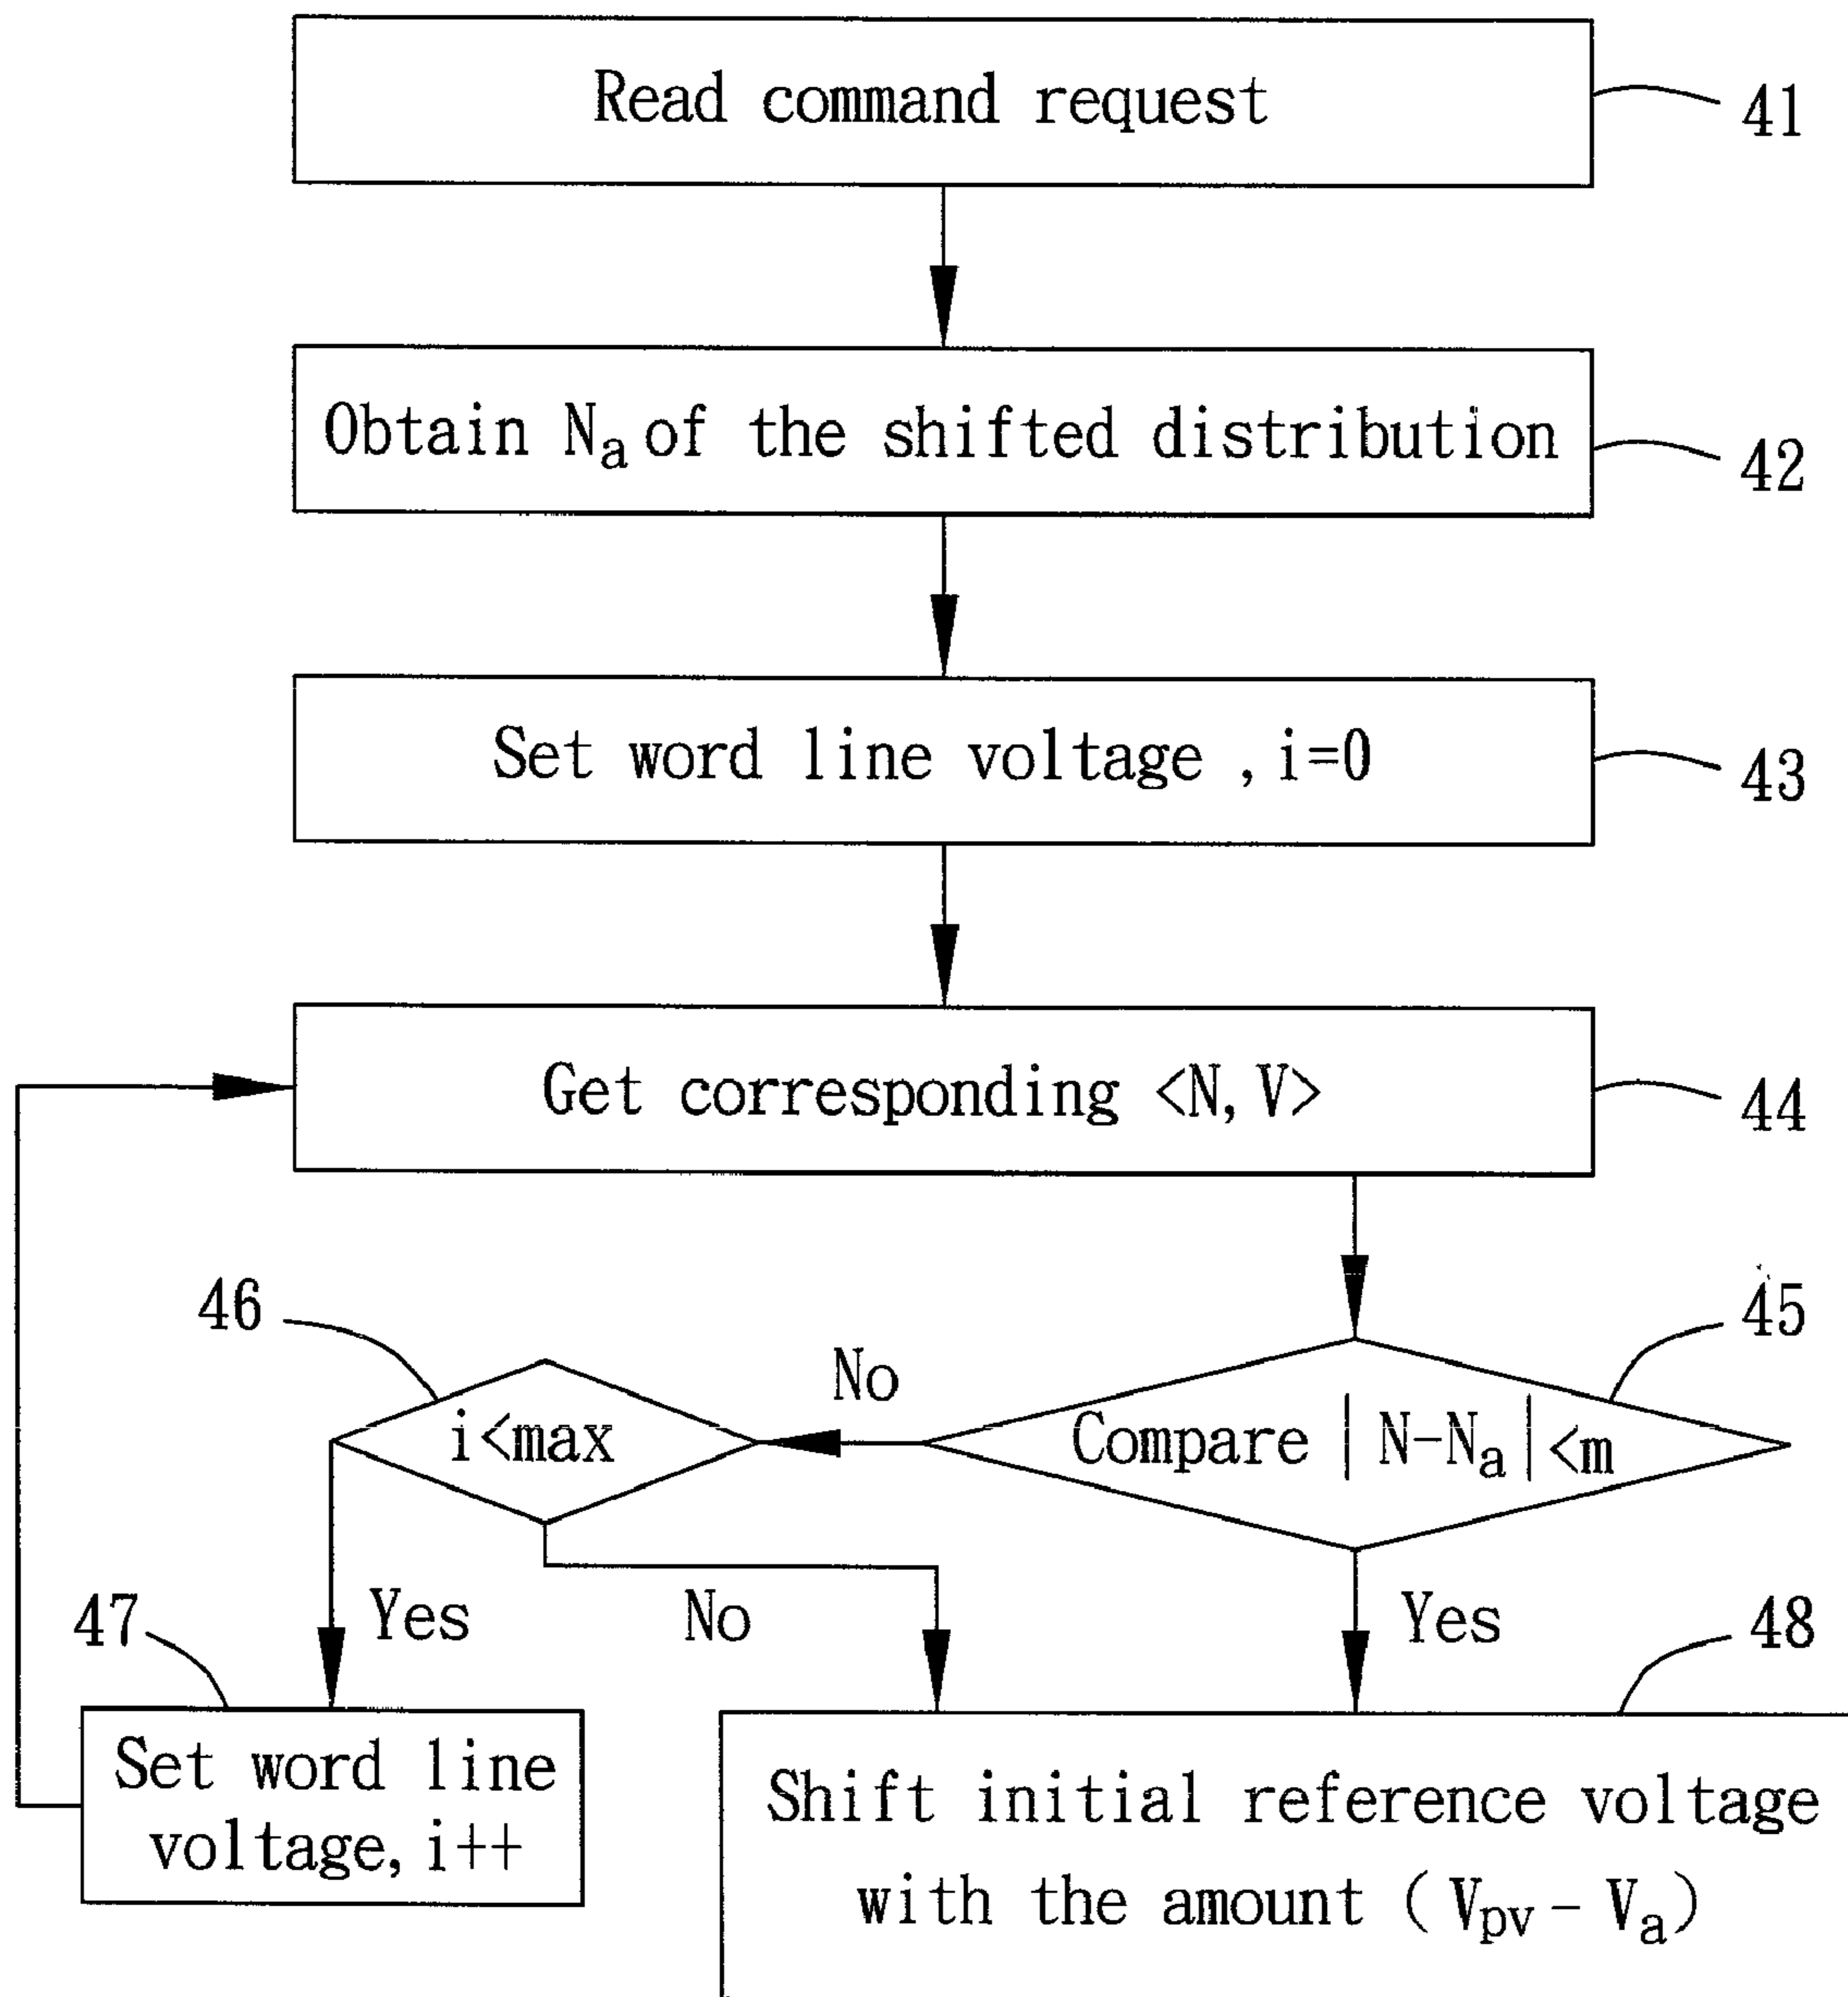 Read command request
41
Obtain Na of the shifted distribution
42
Set word line voltage , i=0
43
Get corresponding <N, V>
44
46
45
No
i<max
Compare | N-Na | <m
47
Yes
No
Yes
48
Set word line
voltage, i++
Shift initial reference voltage
with the amount ( Vpv - Va )